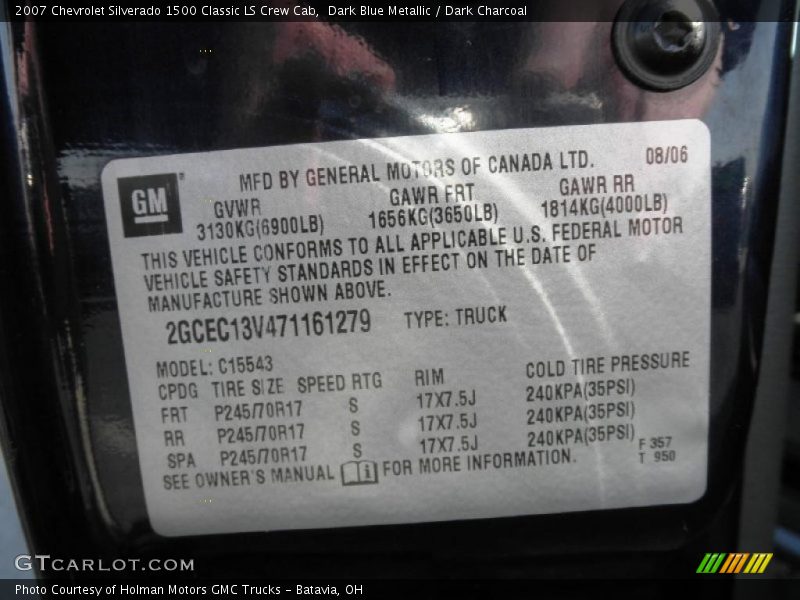 2007 Chevrolet Silverado 1500 Classic LS Crew Cab, Dark Blue Metallic / Dark Charcoal
MFD BY GENERAL MOTORS OF CANADA LTD. 08/06
GM®
GVWR GAWR FRT GAWR RR
3130KG(6900LB) 1656KG(3650LB) 1814KG(4000LB)
THIS VEHICLE CONFORMS TO ALL APPLICABLE U.S. FEDERAL MOTOR
VEHICLE SAFETY STANDARDS IN EFFECT ON THE DATE OF
MANUFACTURE SHOWN ABOVE.
2GCEC13V471161279 TYPE: TRUCK
MODEL: C15543
CPDG TIRE SIZE SPEED RTG RIM COLD TIRE PRESSURE
FRT P245/70R17 S 17X7.5J 240KPA(35PSI)
RR P245/70R17 S 17X7.5J 240KPA(35PSI)
SPA P245/70R17 S 17X7.5J 240KPA(35PSI)
SEE OWNER'S MANUAL FOR MORE INFORMATION.
F 357
T 950
GTCARLOT.COM
Photo Courtesy of Holman Motors GMC Trucks - Batavia, OH